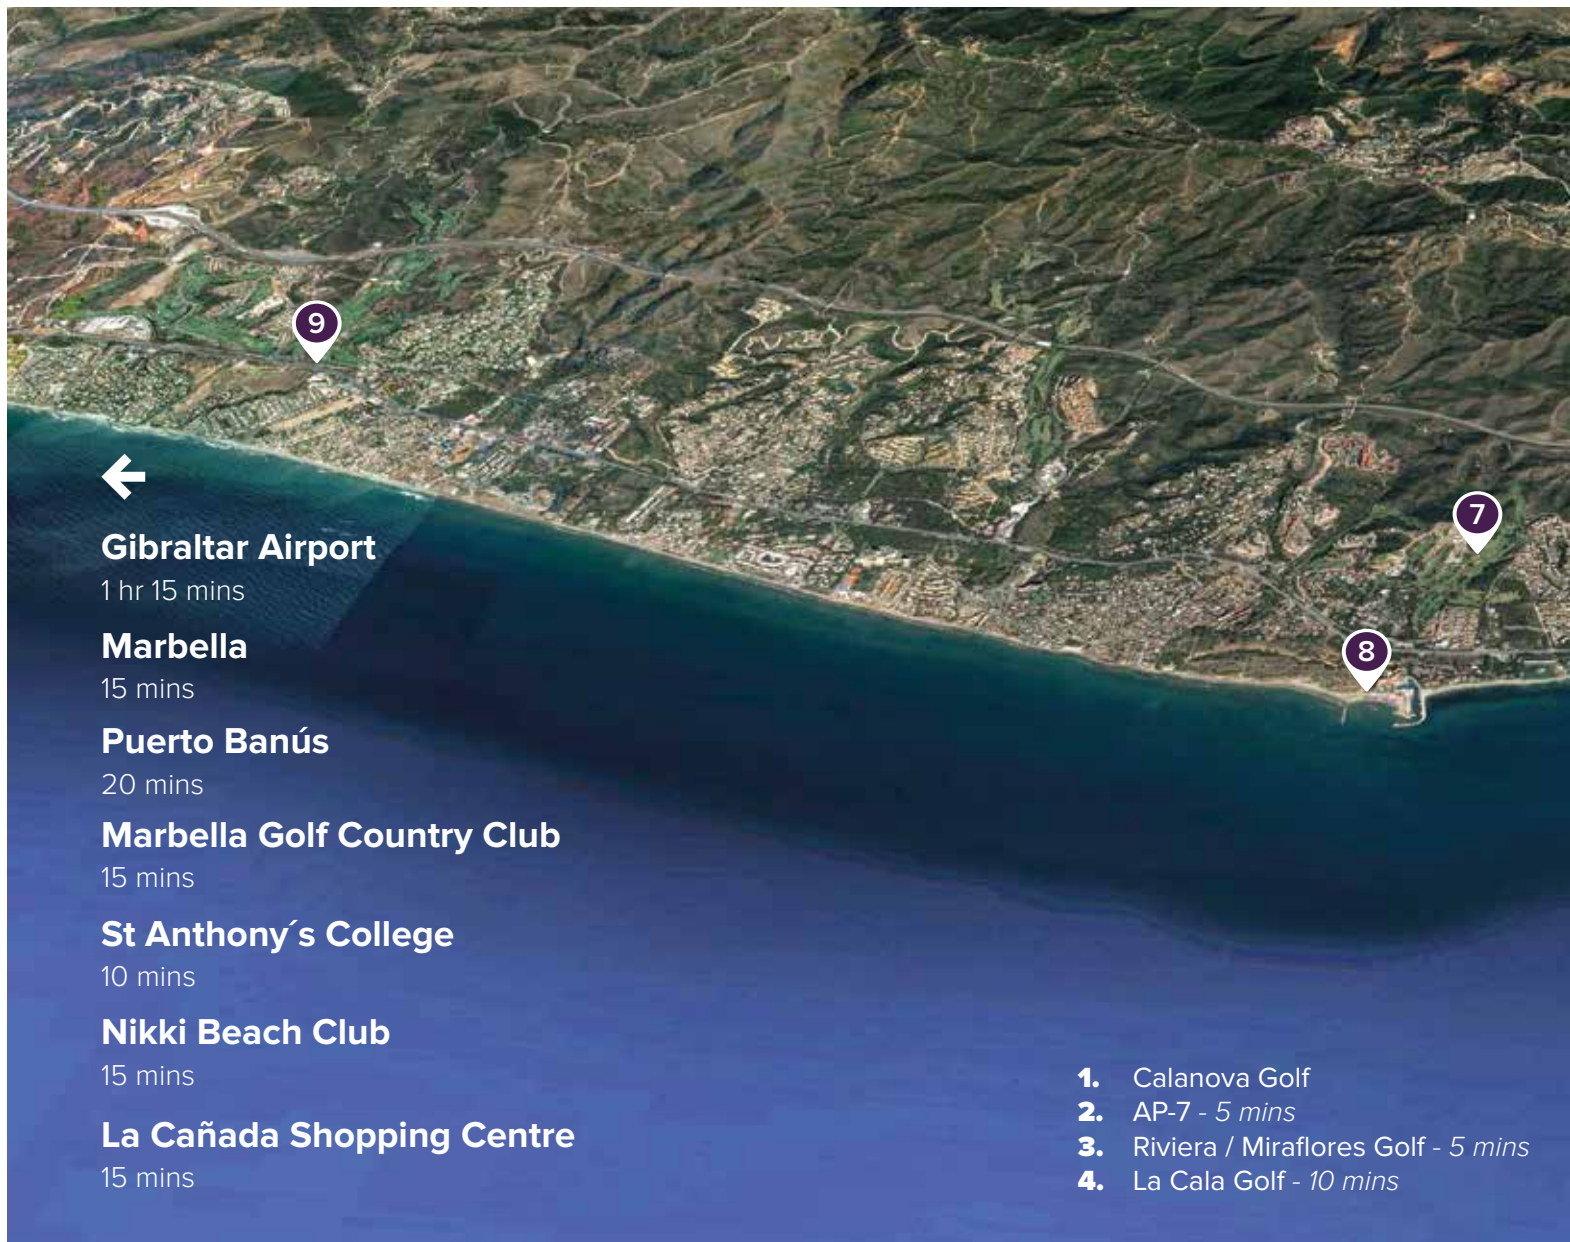 9
7
8
Gibraltar Airport
1 hr 15 mins
Marbella
15 mins
Puerto Banús
20 mins
Marbella Golf Country Club
15 mins
St Anthony´s College
10 mins
Nikki Beach Club
15 mins
La Cañada Shopping Centre
15 mins
1. Calanova Golf
2. AP-7 - 5 mins
3. Riviera / Miraflores Golf - 5 mins
4. La Cala Golf - 10 mins